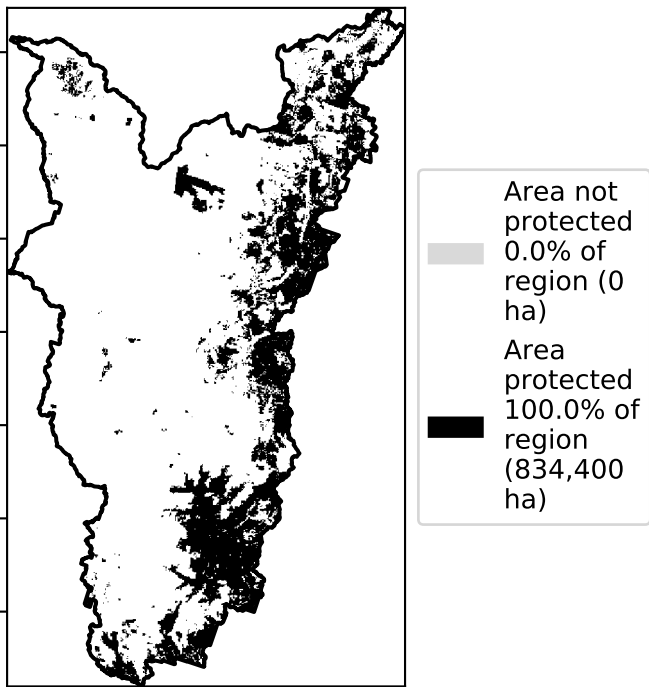 Area not
protected
0.0% of
region (0
ha)
Area
protected
100.0% of
region
(834,400
ha)